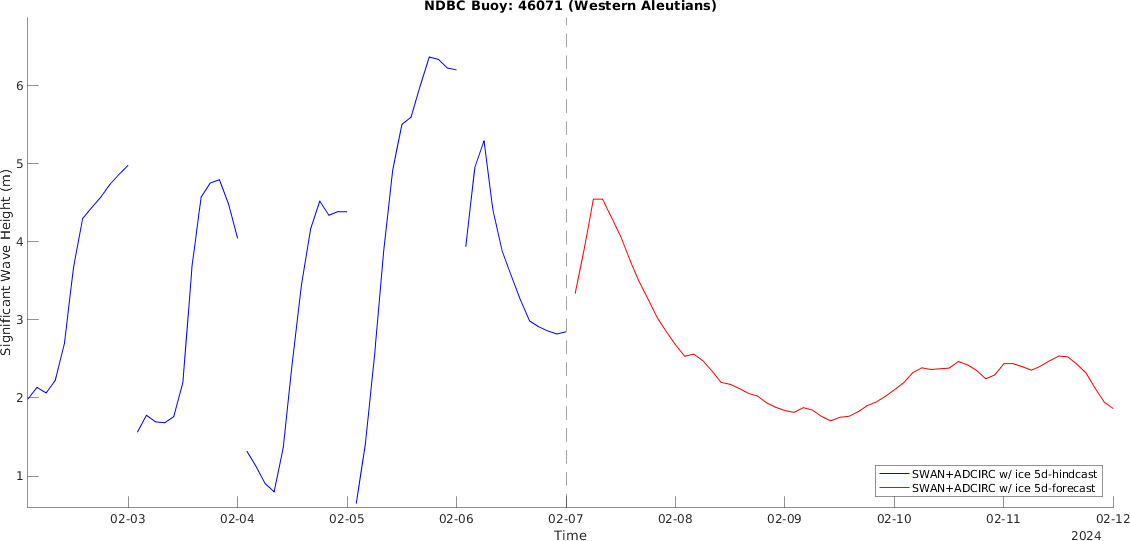 NDBC Buoy: 46071 (Western Aleutians)
Significant Wave Height (m)
6
5
4
3
2
1
SWAN+ADCIRC w/ ice 5d-hindcast
SWAN+ADCIRC w/ ice 5d-forecast
02-03 02-04 02-05 02-06 02-07 02-08 02-09 02-10 02-11 02-12
Time
2024